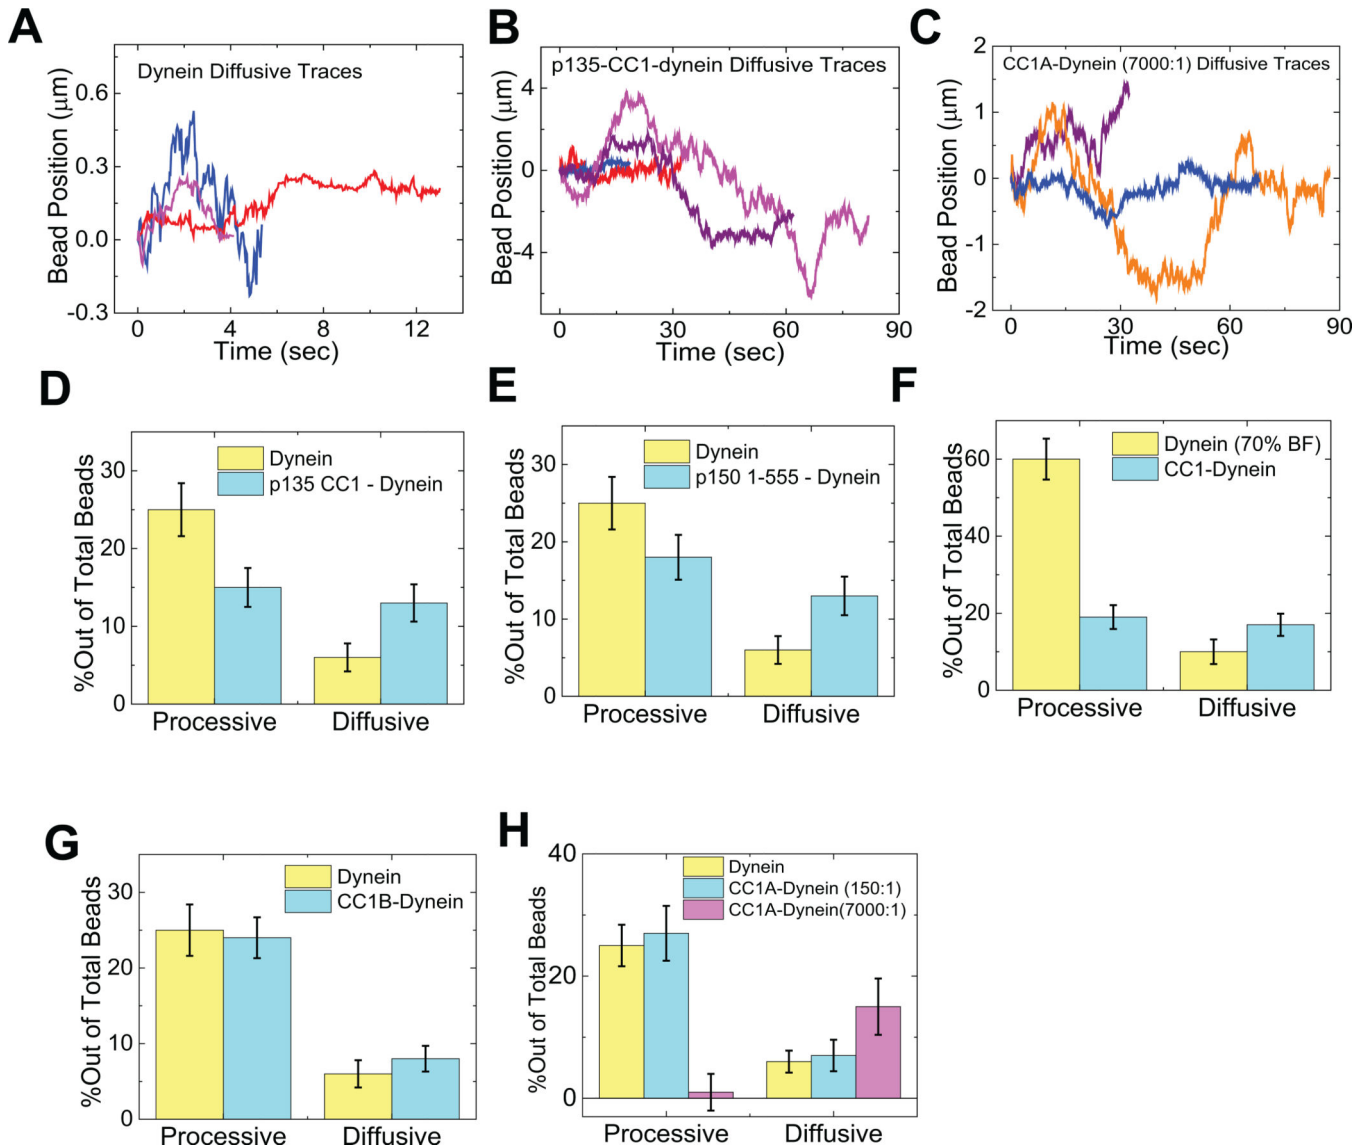 A
Dynein Diffusive Traces
Bead Position (μm)
0.6
0.3
0.0
-0.3
0
4
8
12
Time (sec)
B
p135-CC1-dynein Diffusive Traces
Bead Position (μm)
4
0
-4
0
30
60
90
Time (sec)
C
CC1A-Dynein (7000:1) Diffusive Traces
Bead Position (μm)
2
1
0
-1
-2
0
30
60
90
Time (sec)
D
Dynein
p135 CC1 - Dynein
%Out of Total Beads
30
20
10
0
Processive
Diffusive
E
Dynein
p150 1-555 - Dynein
%Out of Total Beads
30
20
10
0
Processive
Diffusive
F
Dynein (70% BF)
CC1-Dynein
%Out of Total Beads
60
40
20
0
Processive
Diffusive
G
Dynein
CC1B-Dynein
%Out of Total Beads
30
20
10
0
Processive
Diffusive
H
Dynein
CC1A-Dynein (150:1)
CC1A-Dynein(7000:1)
%Out of Total Beads
40
20
0
Processive
Diffusive